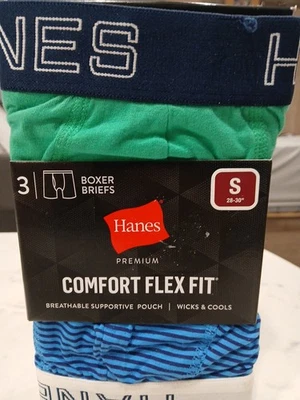 NES H
3 BOXER
BRIEFS
S
28-30"
Hanes
PREMIUM
COMFORT FLEX FIT®
BREATHABLE SUPPORTIVE POUCH | WICKS & COOLS